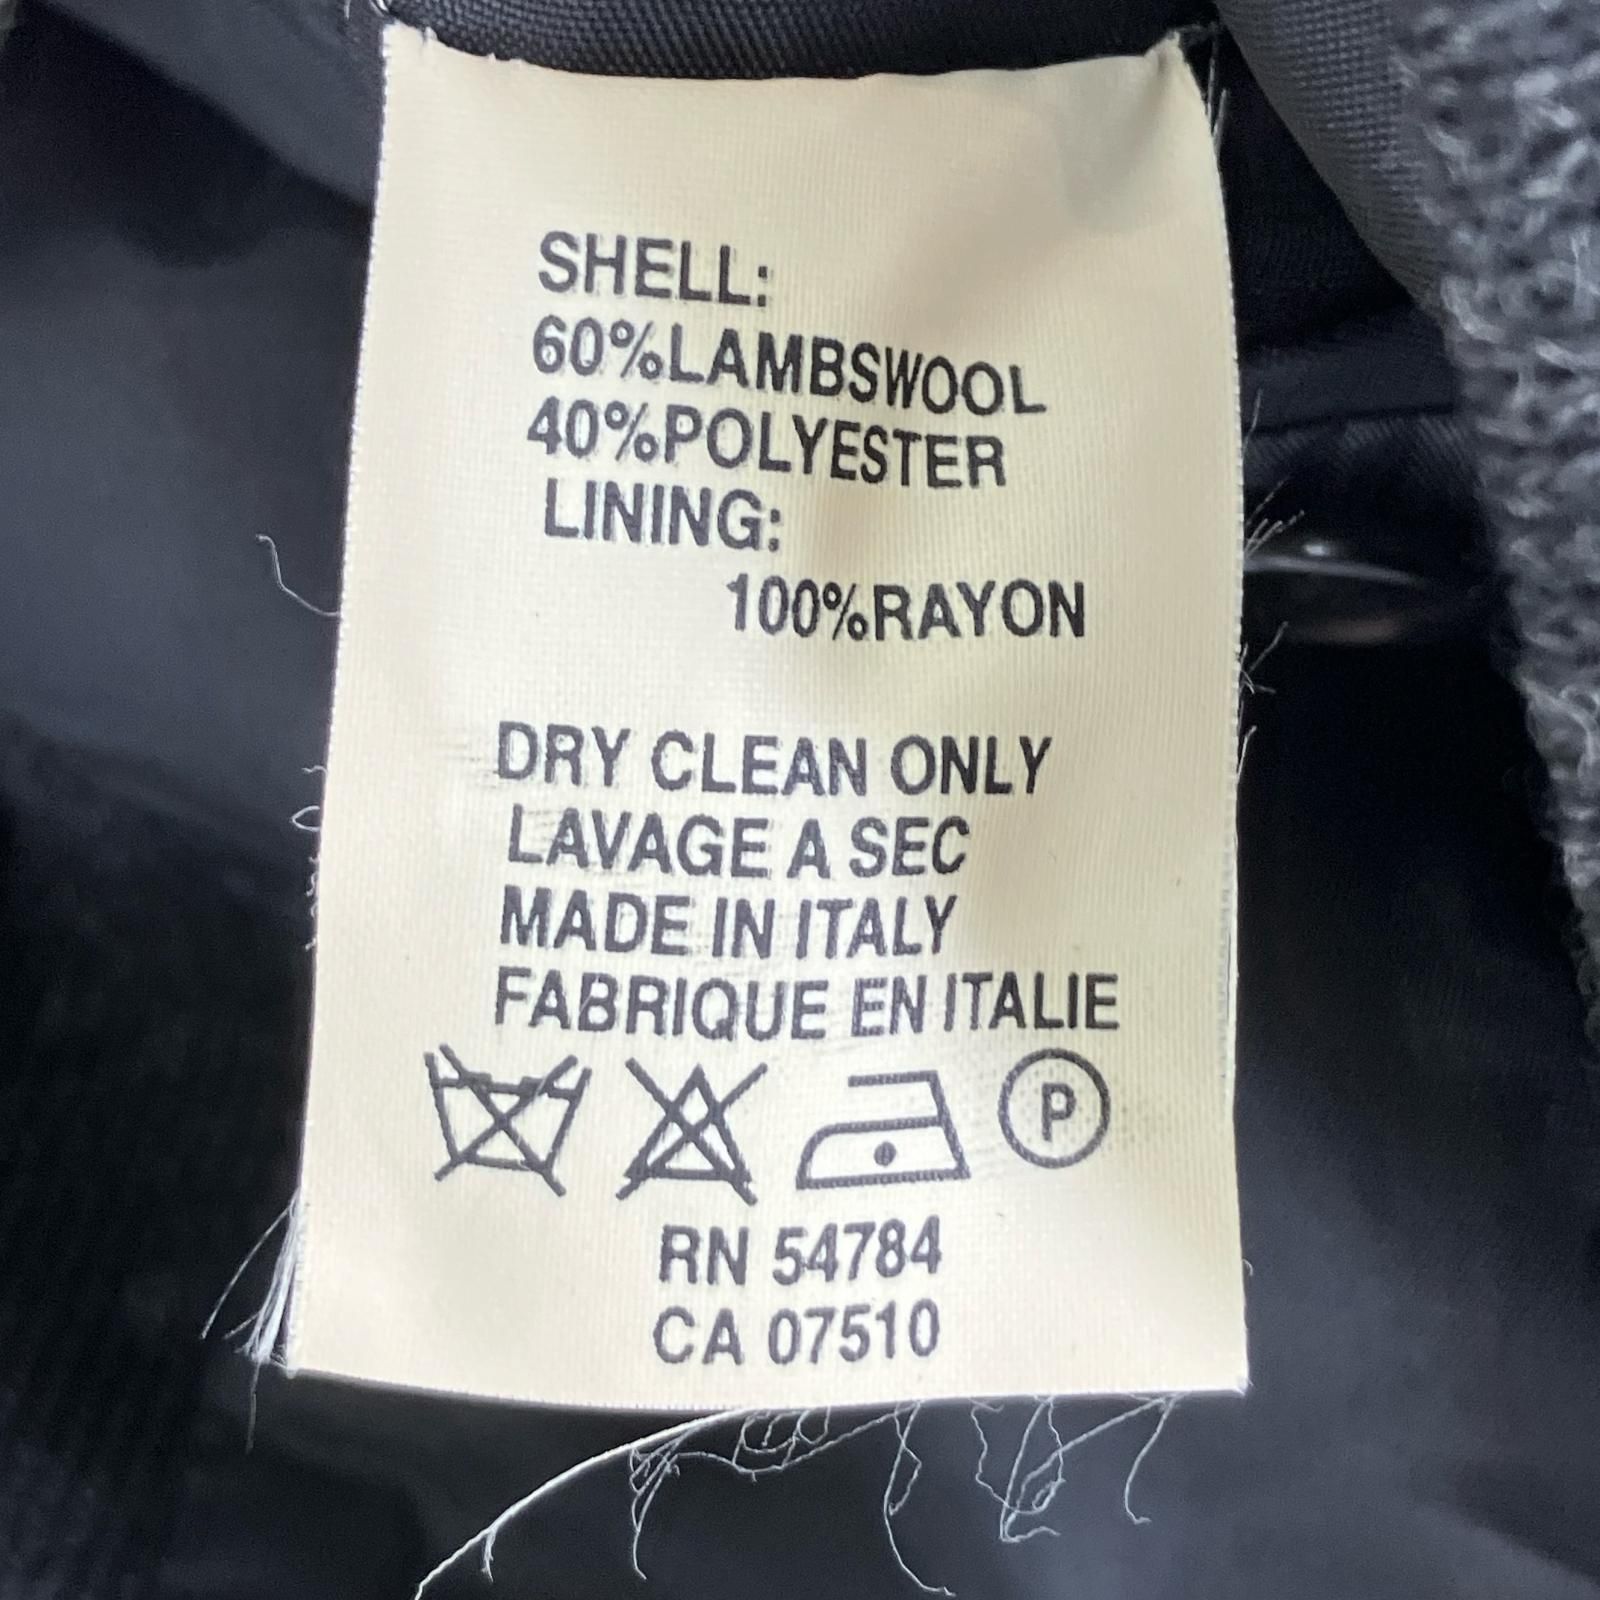 SHELL:
60%LAMBSWOOL
40%POLYESTER
LINING:
100%RAYON
DRY CLEAN ONLY
LAVAGE A SEC
MADE IN ITALY
FABRIQUE EN ITALIE
P
RN 54784
CA 07510